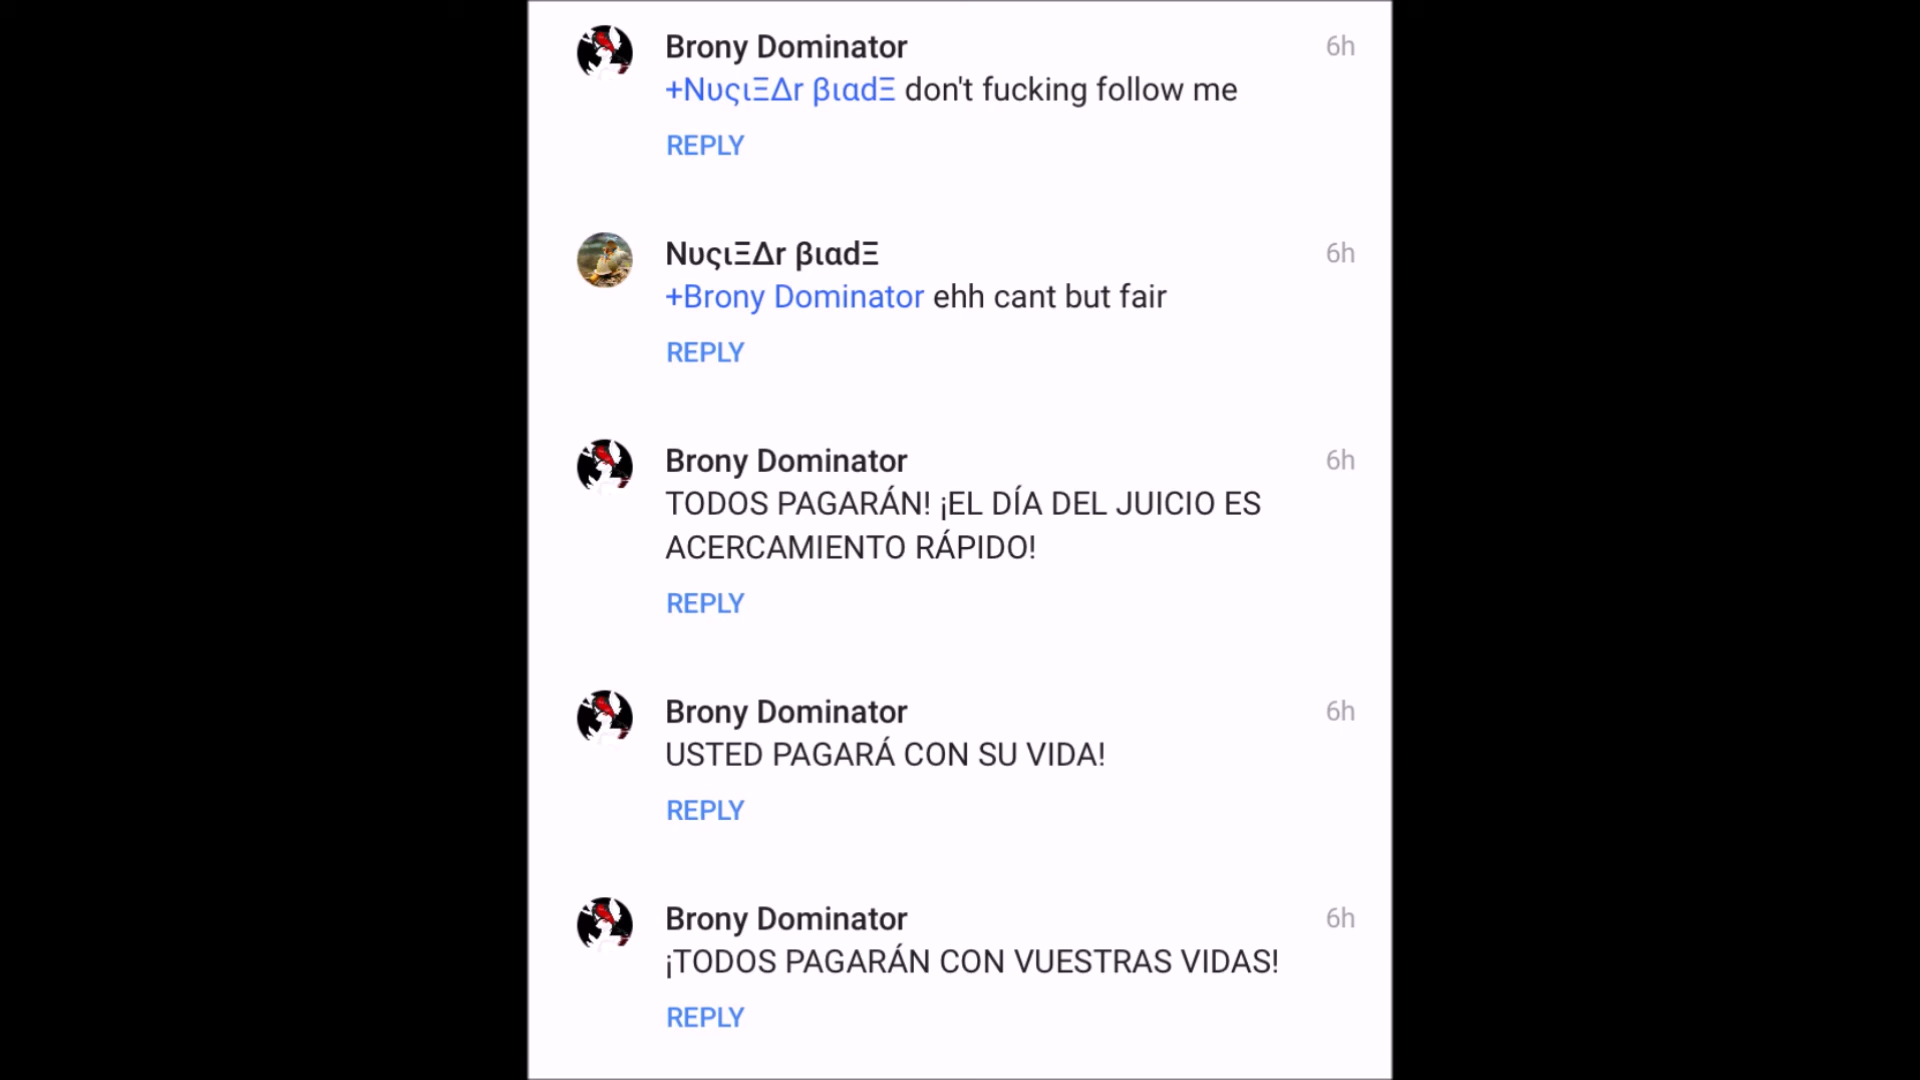 Brony Dominator 6h
+NυςιΞΔr βιαdΞ don't fucking follow me
REPLY
NυςιΞΔr βιαdΞ 6h
+Brony Dominator ehh cant but fair
REPLY
Brony Dominator 6h
TODOS PAGARÁN! ¡EL DÍA DEL JUICIO ES
ACERCAMIENTO RÁPIDO!
REPLY
Brony Dominator 6h
USTED PAGARÁ CON SU VIDA!
REPLY
Brony Dominator 6h
¡TODOS PAGARÁN CON VUESTRAS VIDAS!
REPLY